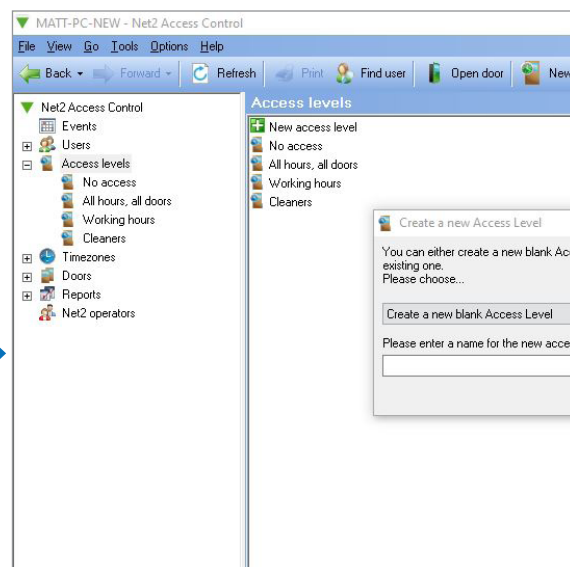 MATT-PC-NEW - Net2 Access Control
File View Go Tools Options Help
Back Forward Refresh Print Find user Open door New
Net2 Access Control
Events
Users
Access levels
No access
All hours, all doors
Working hours
Cleaners
Timezones
Doors
Reports
Net2 operators
Access levels
New access level
No access
All hours, all doors
Working hours
Cleaners
Create a new Access Level
You can either create a new blank Acc
existing one.
Please choose...
Create a new blank Access Level
Please enter a name for the new acce